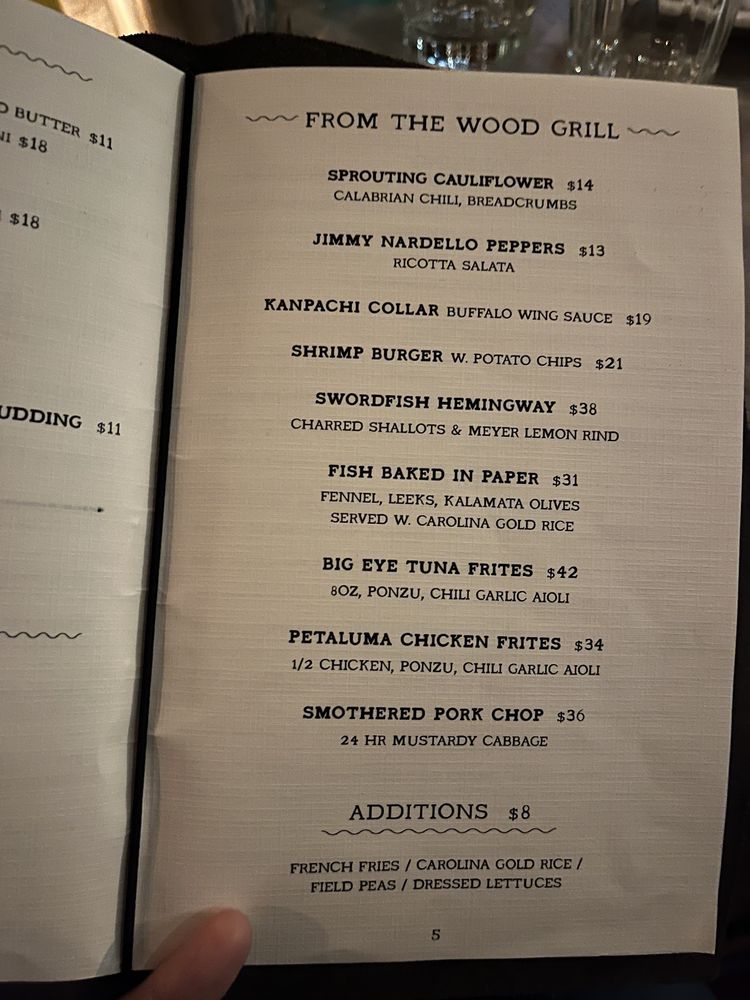 BUTTER $11
$18
$18
$11
FROM THE WOOD GRILL
SPROUTING CAULIFLOWER $14
CALABRIAN CHILI, BREADCRUMBS
JIMMY NARDELLO PEPPERS $13
RICOTTA SALATA
KANPACHI COLLAR BUFFALO WING SAUCE $19
SHRIMP BURGER W. POTATO CHIPS $21
SWORDFISH HEMINGWAY $38
CHARRED SHALLOTS & MEYER LEMON RIND
FISH BAKED IN PAPER $31
FENNEL, LEEKS, KALAMATA OLIVES
SERVED W. CAROLINA GOLD RICE
BIG EYE TUNA FRITES $42
8OZ, PONZU, CHILI GARLIC AIOLI
PETALUMA CHICKEN FRITES $34
1/2 CHICKEN, PONZU, CHILI GARLIC AIOLI
SMOTHERED PORK CHOP $36
24 HR MUSTARDY CABBAGE
ADDITIONS $8
FRENCH FRIES / CAROLINA GOLD RICE /
FIELD PEAS / DRESSED LETTUCES
5